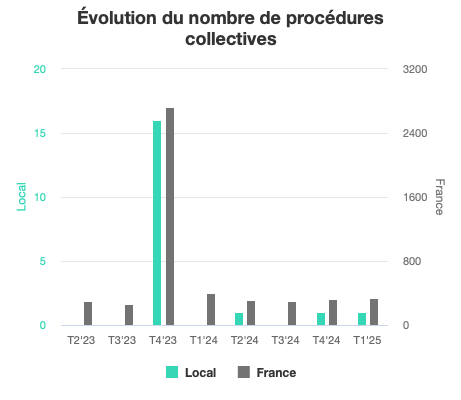 Évolution du nombre de procédures
collectives
20
15
10
5
0
Local
3200
2400
1600
800
0
France
T2'23 T3'23 T4'23 T1'24 T2'24 T3'24 T4'24 T1'25
Local France